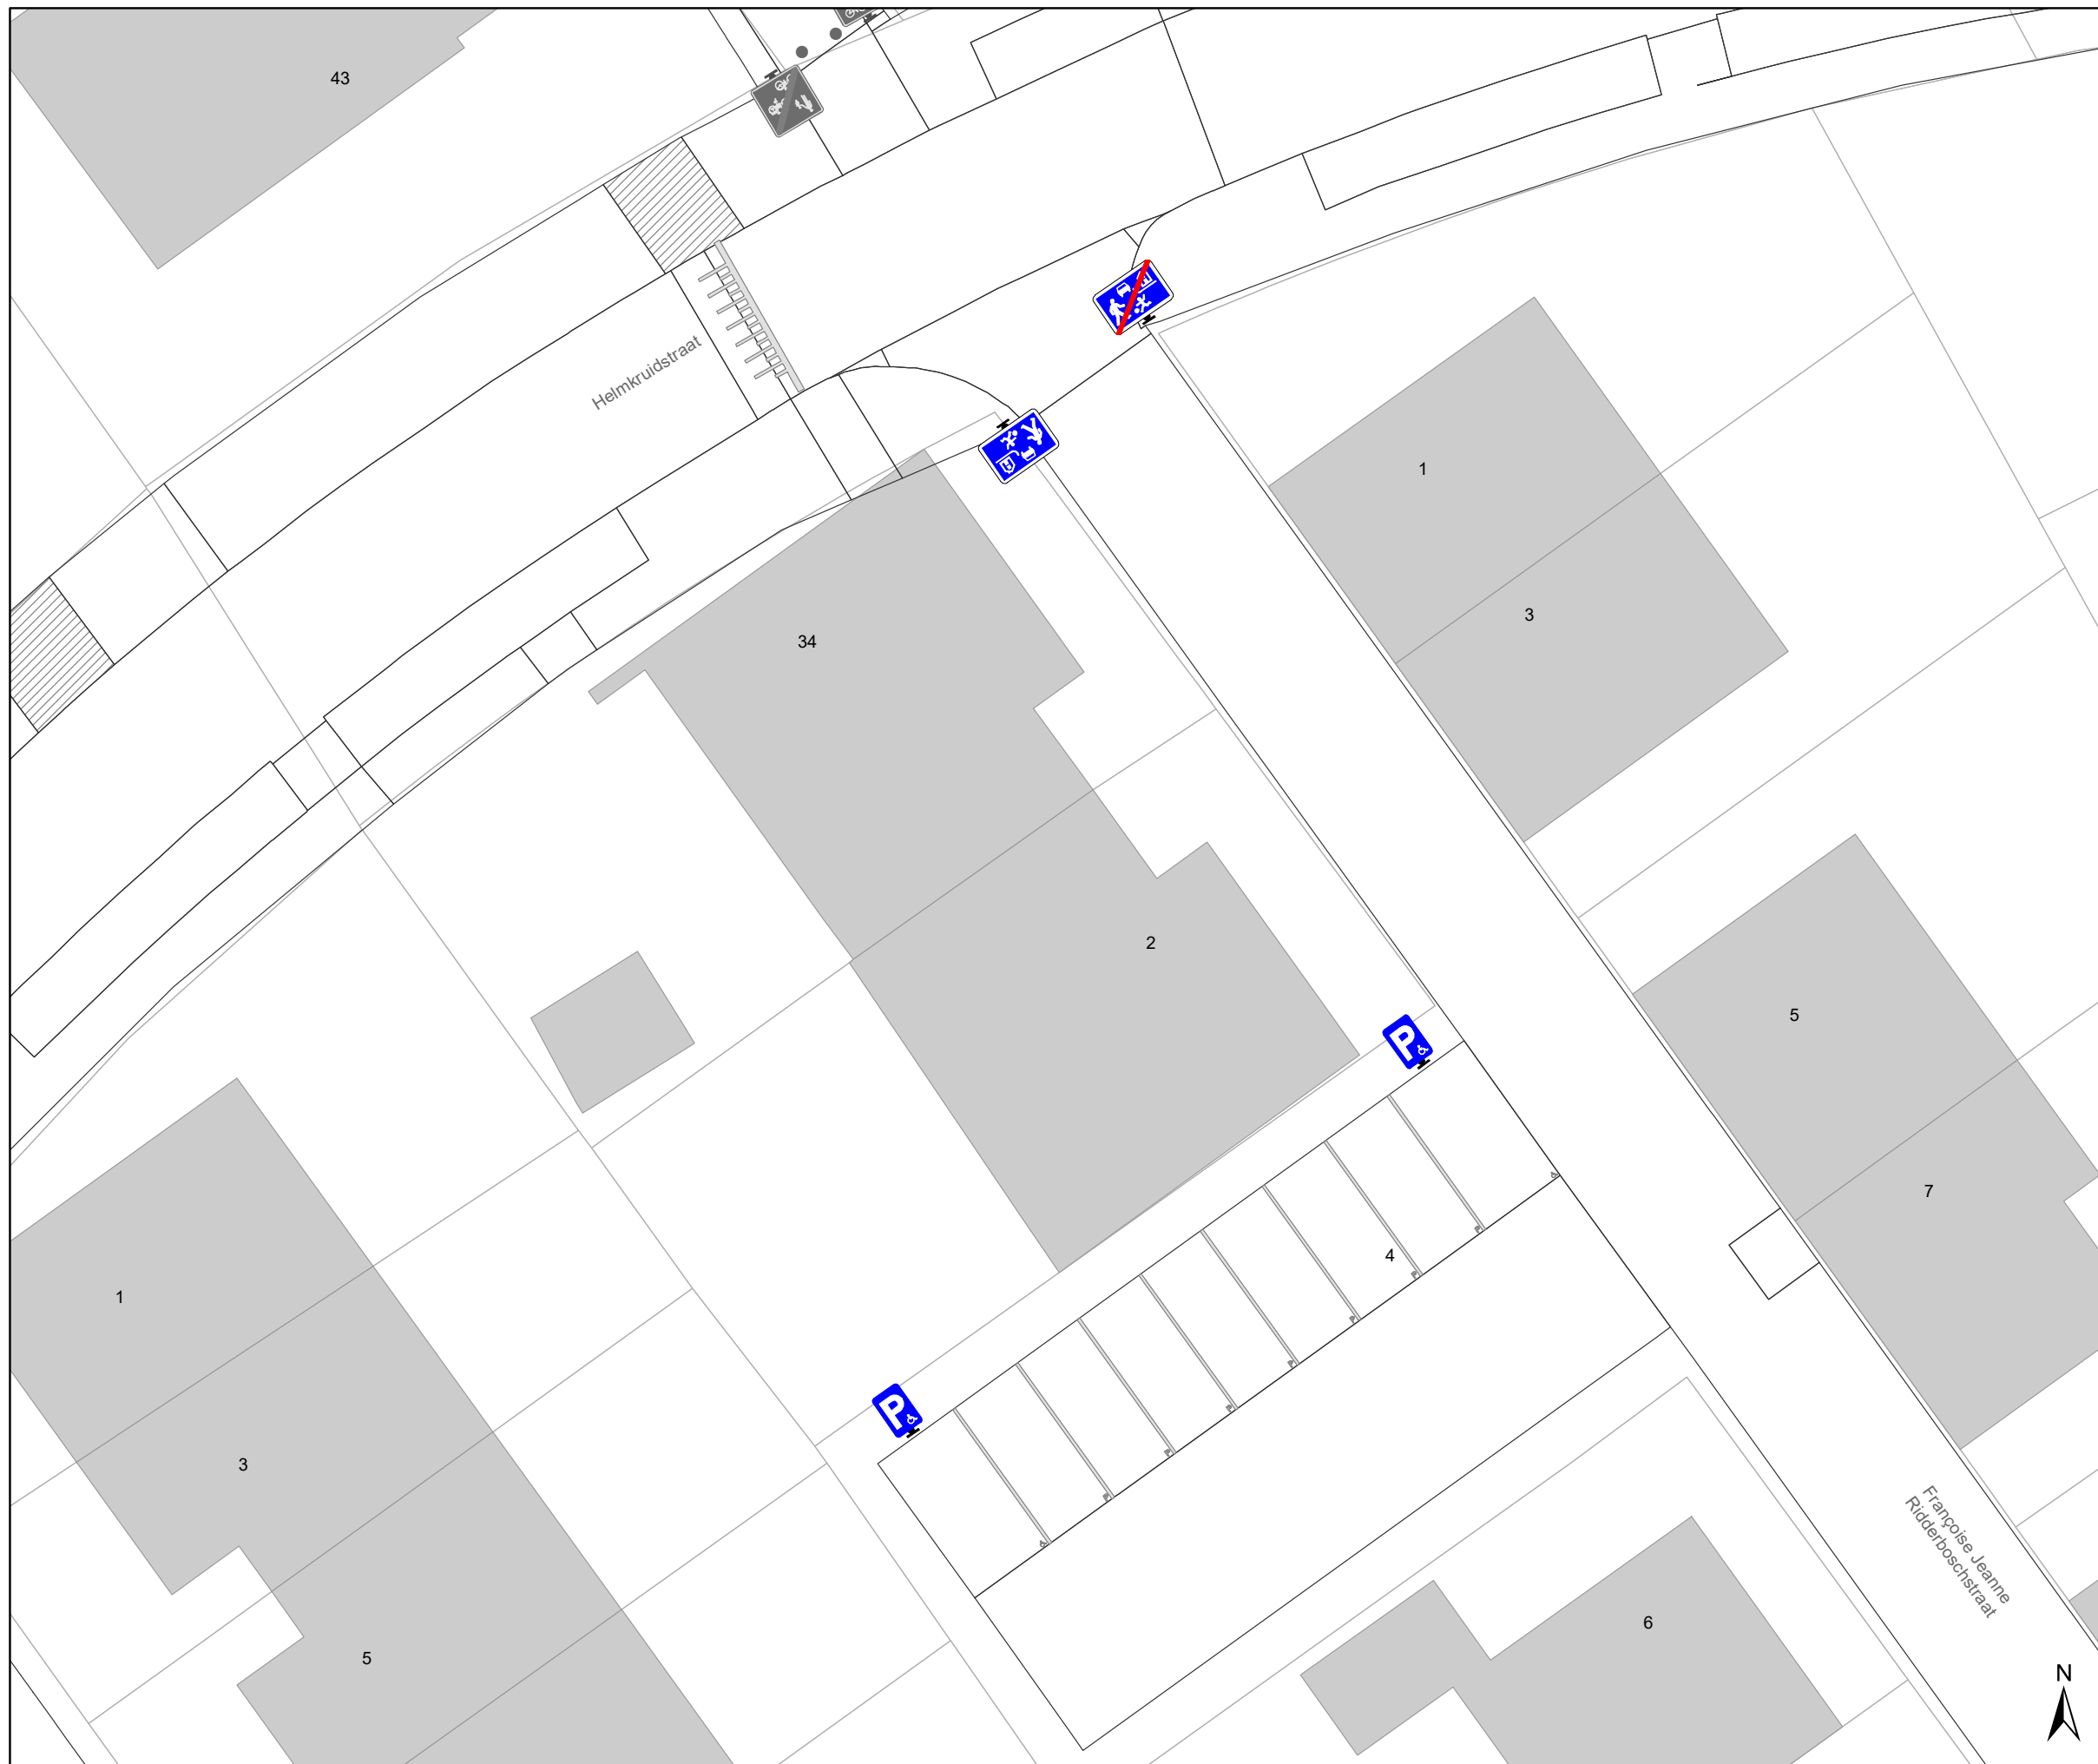 43
Helmkruidstraat
1
34
3
2
5
P
7
4
1
P
3
Françoise Jeanne
Ridderboschstraat
6
5
N